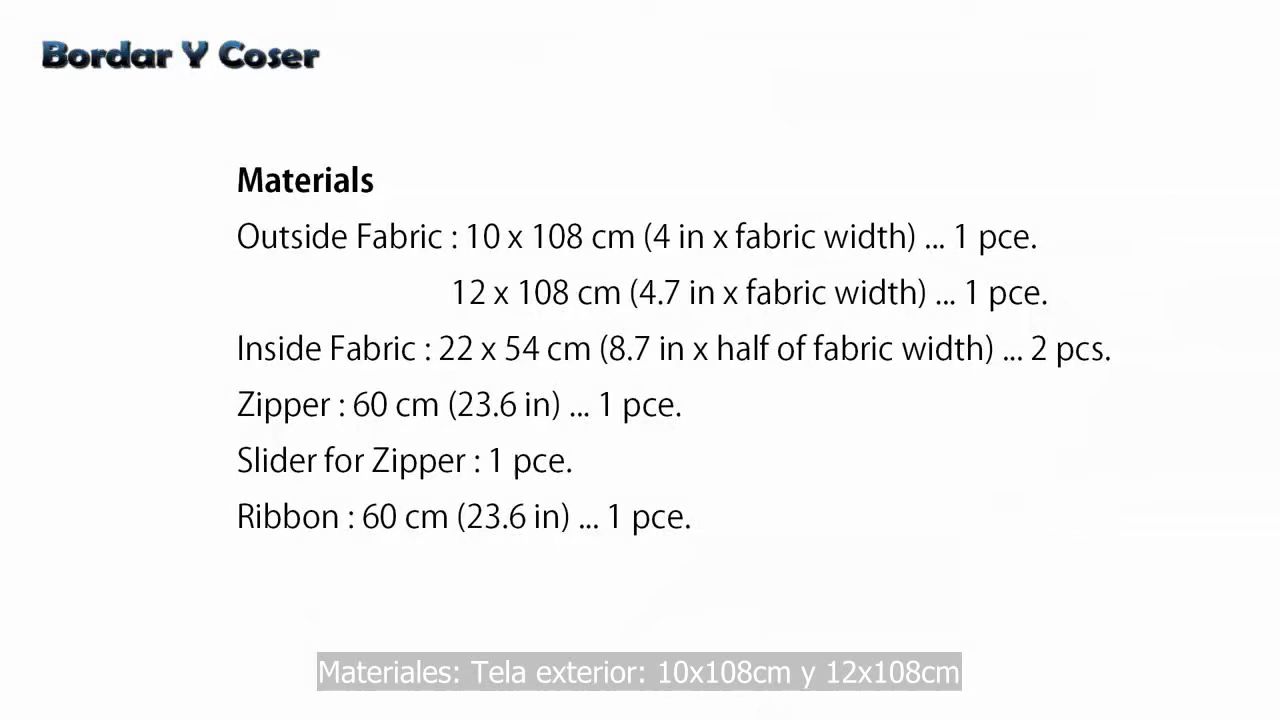 Bordar Y Coser
Materials
Outside Fabric : 10 x 108 cm (4 in x fabric width) ... 1 pce.
12 x 108 cm (4.7 in x fabric width) ... 1 pce.
Inside Fabric : 22 x 54 cm (8.7 in x half of fabric width) ... 2 pcs.
Zipper : 60 cm (23.6 in) ... 1 pce.
Slider for Zipper : 1 pce.
Ribbon : 60 cm (23.6 in) ... 1 pce.
Materiales: Tela exterior: 10x108cm y 12x108cm